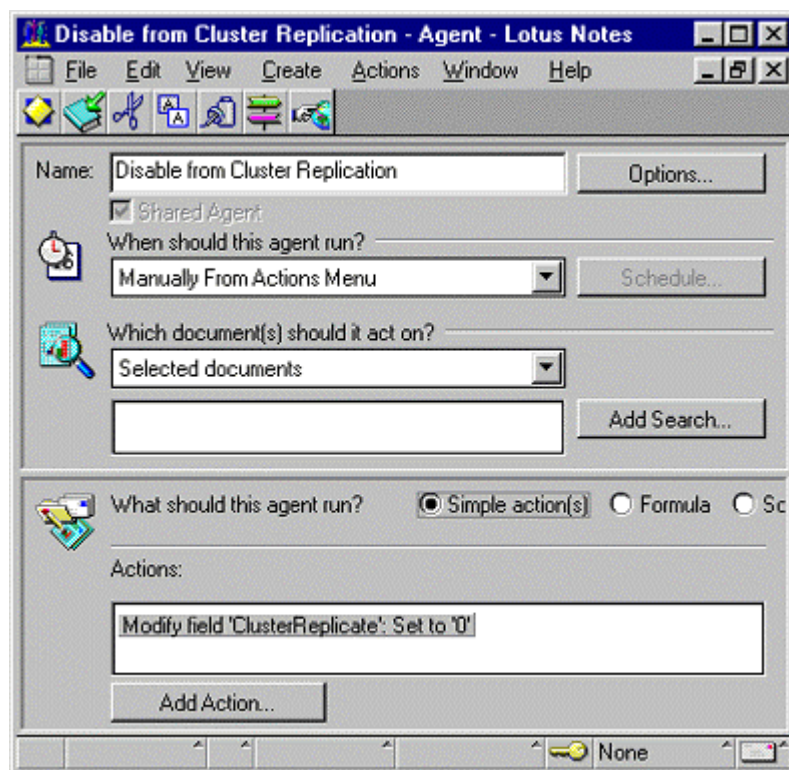 Disable from Cluster Replication - Agent - Lotus Notes
File Edit View Create Actions Window Help
Name: Disable from Cluster Replication Options...
Shared Agent
When should this agent run?
Manually From Actions Menu Schedule...
Which document(s) should it act on?
Selected documents
Add Search...
What should this agent run? Simple action(s) Formula Sc
Actions:
Modify field 'ClusterReplicate': Set to '0'
Add Action...
None